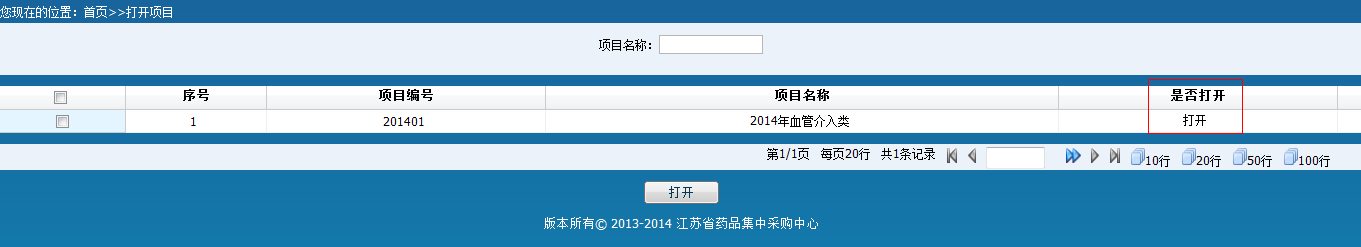 您现在的位置：首页>>打开项目
项目名称：
序号 项目编号 项目名称 是否打开
1 201401 2014年血管介入类 打开
第1/1页 每页20行 共1条记录 10行 20行 50行 100行
打开
版本所有© 2013-2014 江苏省药品集中采购中心